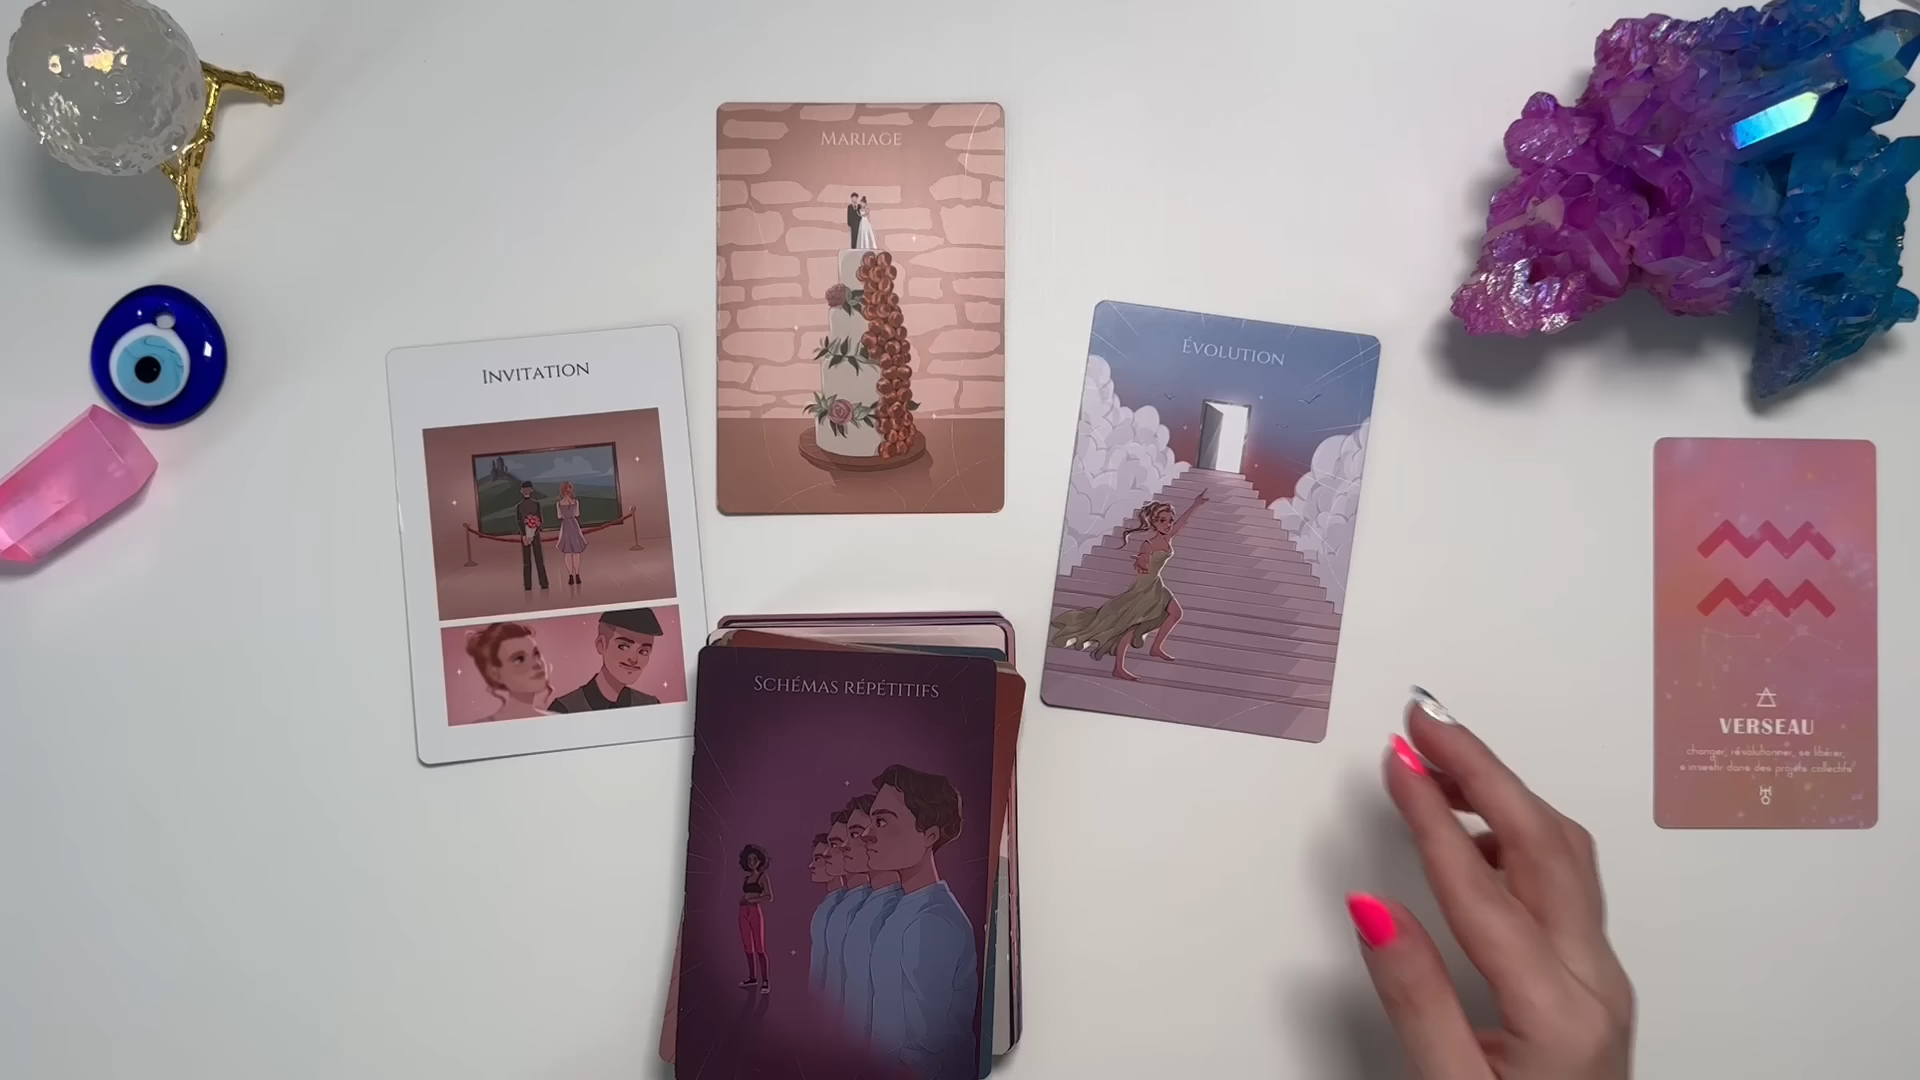 MARIAGE
INVITATION
ÉVOLUTION
SCHÉMAS RÉPÉTITIFS
VERSEAU
changer, révolutionner, se libérer,
s'investir dans des projets collectifs